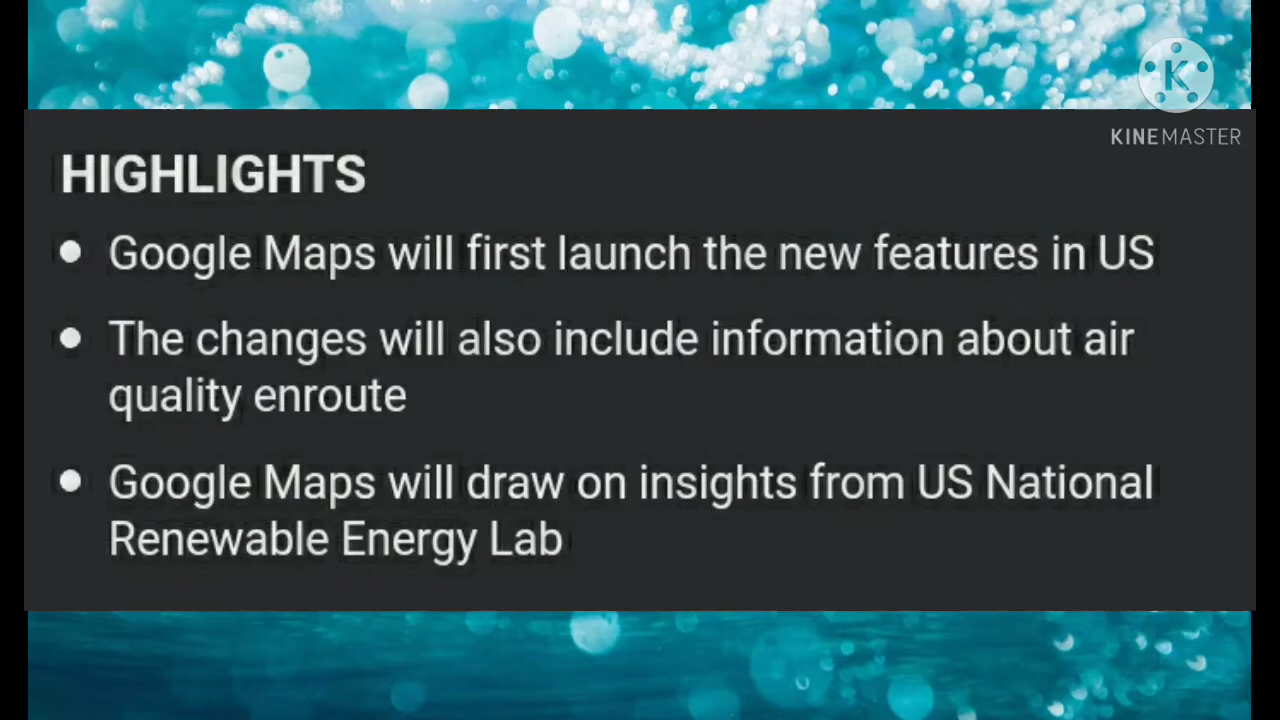 K
KINEMASTER
HIGHLIGHTS
• Google Maps will first launch the new features in US
• The changes will also include information about air
quality enroute
• Google Maps will draw on insights from US National
Renewable Energy Lab